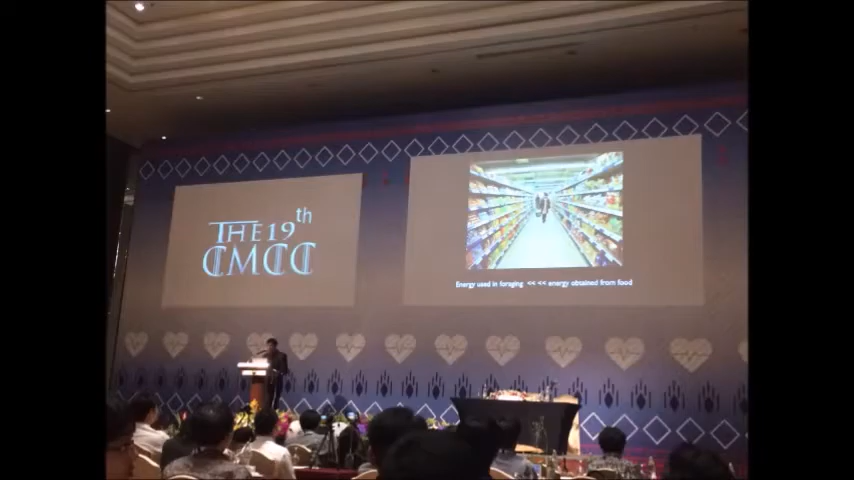 THE 19th
CMCC
Energy used in foraging << << energy obtained from food